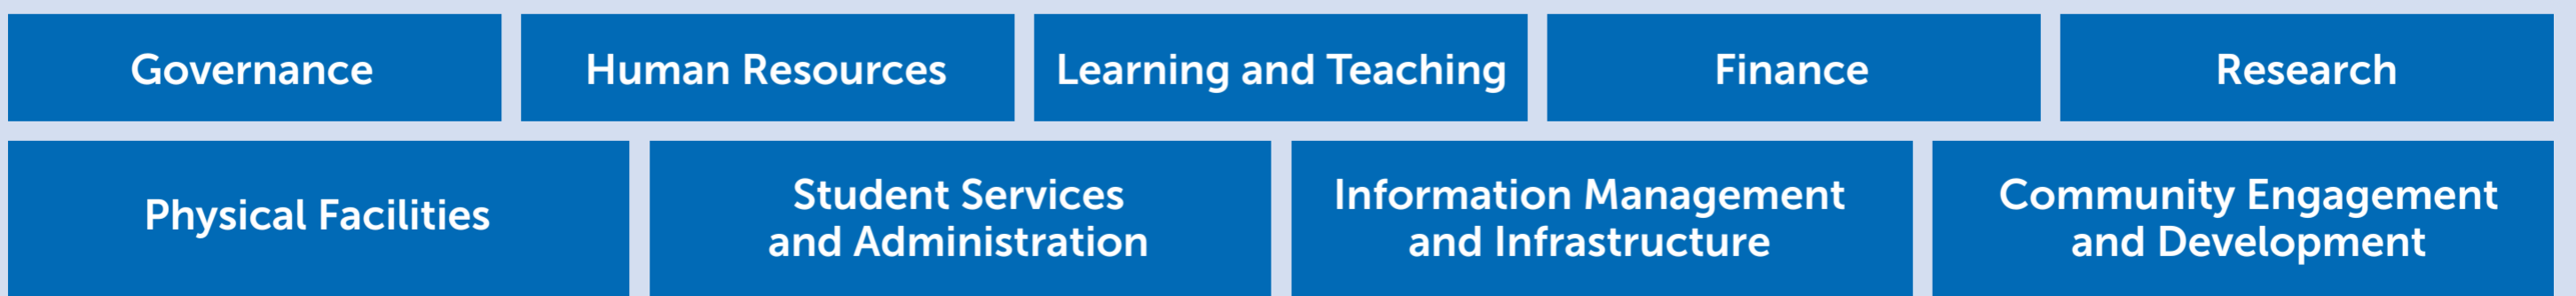 Governance
Human Resources
Learning and Teaching
Finance
Research
Physical Facilities
Student Services
and Administration
Information Management
and Infrastructure
Community Engagement
and Development